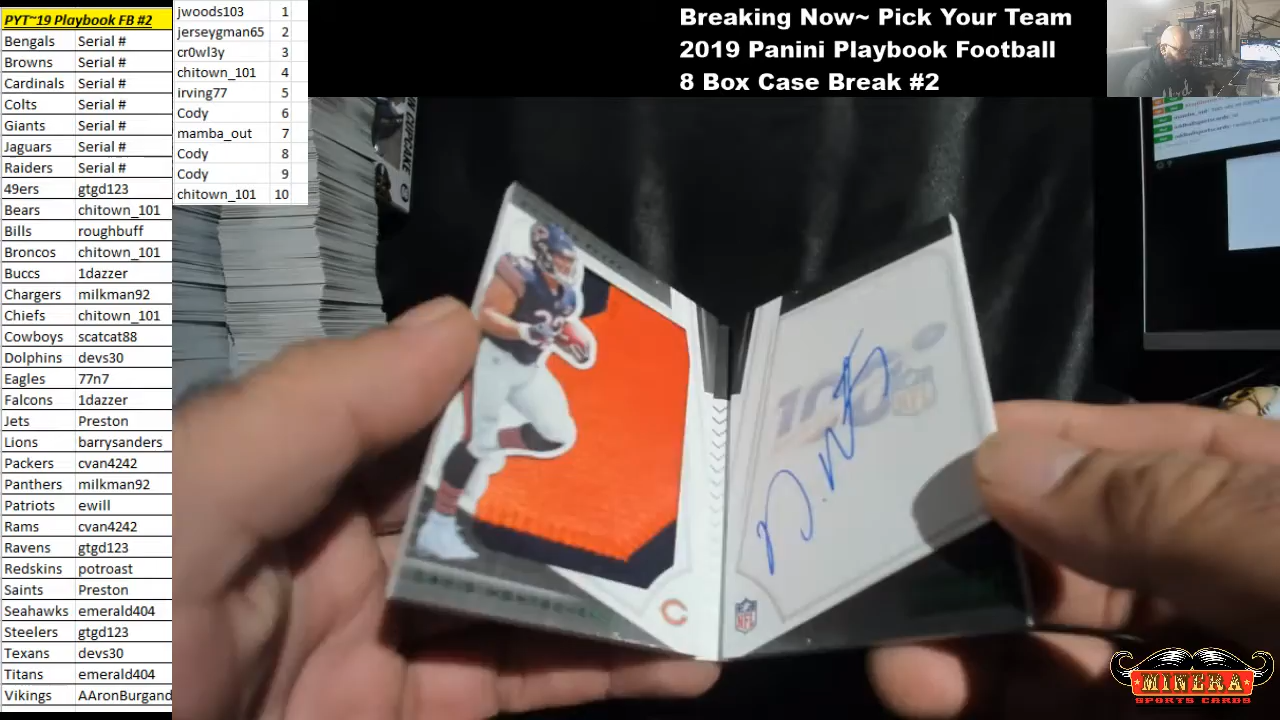 PYT~19 Playbook FB #2
Bengals Serial #
Browns Serial #
Cardinals Serial #
Colts Serial #
Giants Serial #
Jaguars Serial #
Raiders Serial #
49ers gtgd123
Bears chitown_101
Bills roughbuff
Broncos chitown_101
Buccs 1dazzer
Chargers milkman92
Chiefs chitown_101
Cowboys scatcat88
Dolphins devs30
Eagles 77n7
Falcons 1dazzer
Jets Preston
Lions barrysanders
Packers cvan4242
Panthers milkman92
Patriots ewill
Rams cvan4242
Ravens gtgd123
Redskins potroast
Saints Preston
Seahawks emerald404
Steelers gtgd123
Texans devs30
Titans emerald404
Vikings AAronBurgand
jwoods103 1
jerseygman65 2
cr0wl3y 3
chitown_101 4
irving77 5
Cody 6
mamba_out 7
Cody 8
Cody 9
chitown_101 10
Breaking Now~ Pick Your Team
2019 Panini Playbook Football
8 Box Case Break #2
CUPCAKE
100
NFL
C
NFL
MINERA
SPORTS CARDS